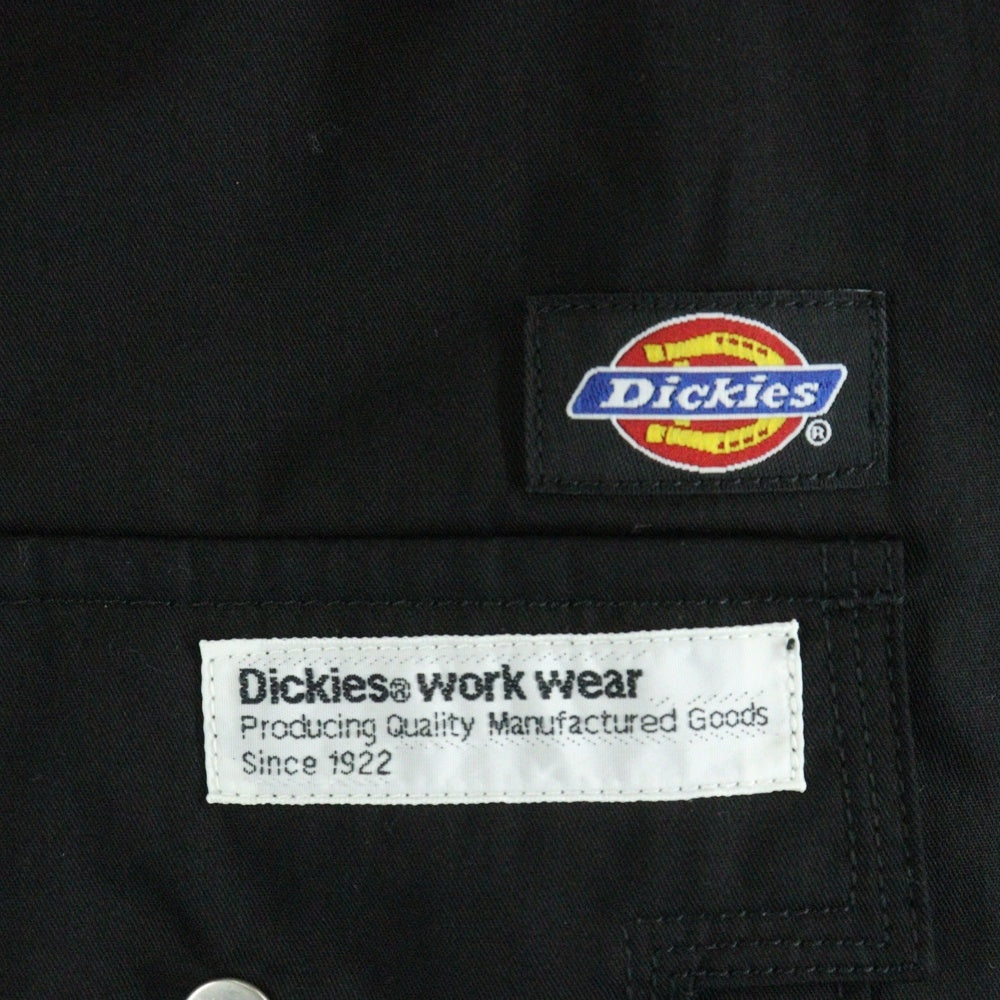 Dickies
®
Dickies® work wear
Producing Quality Manufactured Goods
Since 1922